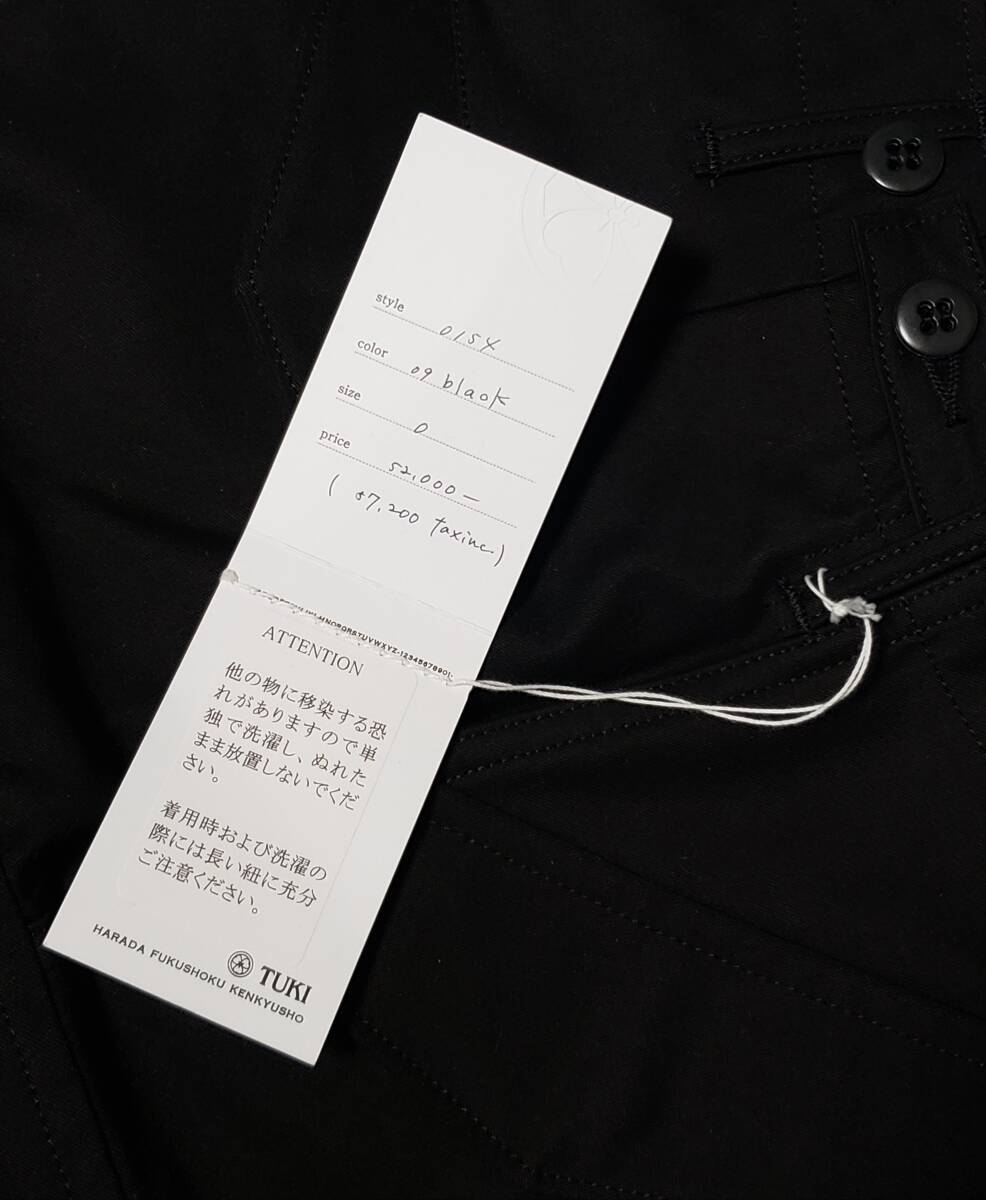 style 0154
color 09 black
size 0
price 52,000-
( 57,200 taxinc.)
MNOPQRSTUVWXYZ-1234567890
ATTENTION
他の物に移染する恐
れがありますので単
独で洗濯し、ぬれた
まま放置しないでくだ
さい。
着用時および洗濯の
際には長い紐に充分
ご注意ください。
TUKI
HARADA FUKUSHOKU KENKYUSHO